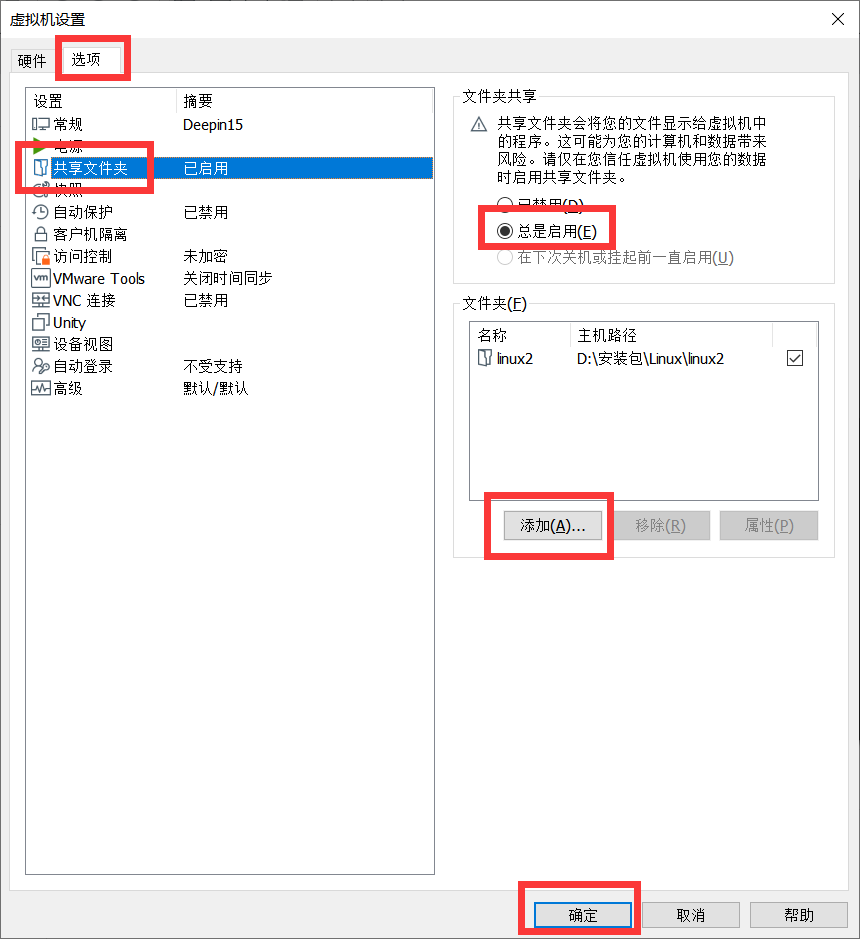 虚拟机设置
硬件 选项
设置 摘要
常规 Deepin15
电源
共享文件夹 已启用
快照
自动保护 已禁用
客户机隔离
访问控制 未加密
VMware Tools 关闭时间同步
VNC 连接 已禁用
Unity
设备视图
自动登录 不受支持
高级 默认/默认
文件夹共享
共享文件夹会将您的文件显示给虚拟机中
的程序。这可能为您的计算机和数据带来
风险。请仅在您信任虚拟机使用您的数据
时启用共享文件夹。
已禁用(D)
总是启用(E)
在下次关机或挂起前一直启用(U)
文件夹(F)
名称 主机路径
linux2 D:\安装包\Linux\linux2
添加(A)... 移除(R) 属性(P)
确定 取消 帮助